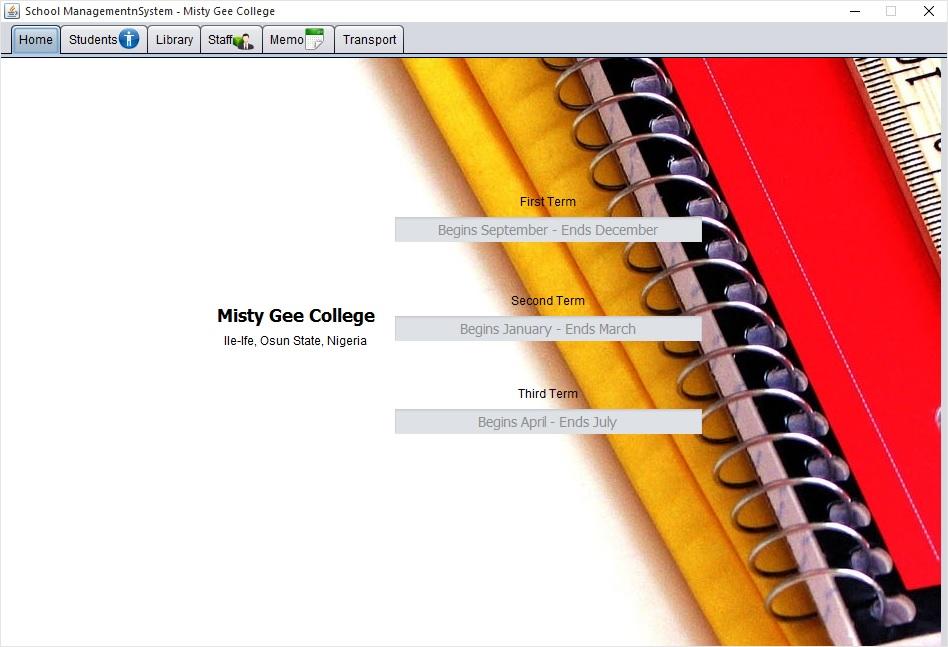 School ManagementnSystem - Misty Gee College
Home Students Library Staff Memo Transport
First Term
Begins September - Ends December
Second Term
Begins January - Ends March
Misty Gee College
Ile-Ife, Osun State, Nigeria
Third Term
Begins April - Ends July